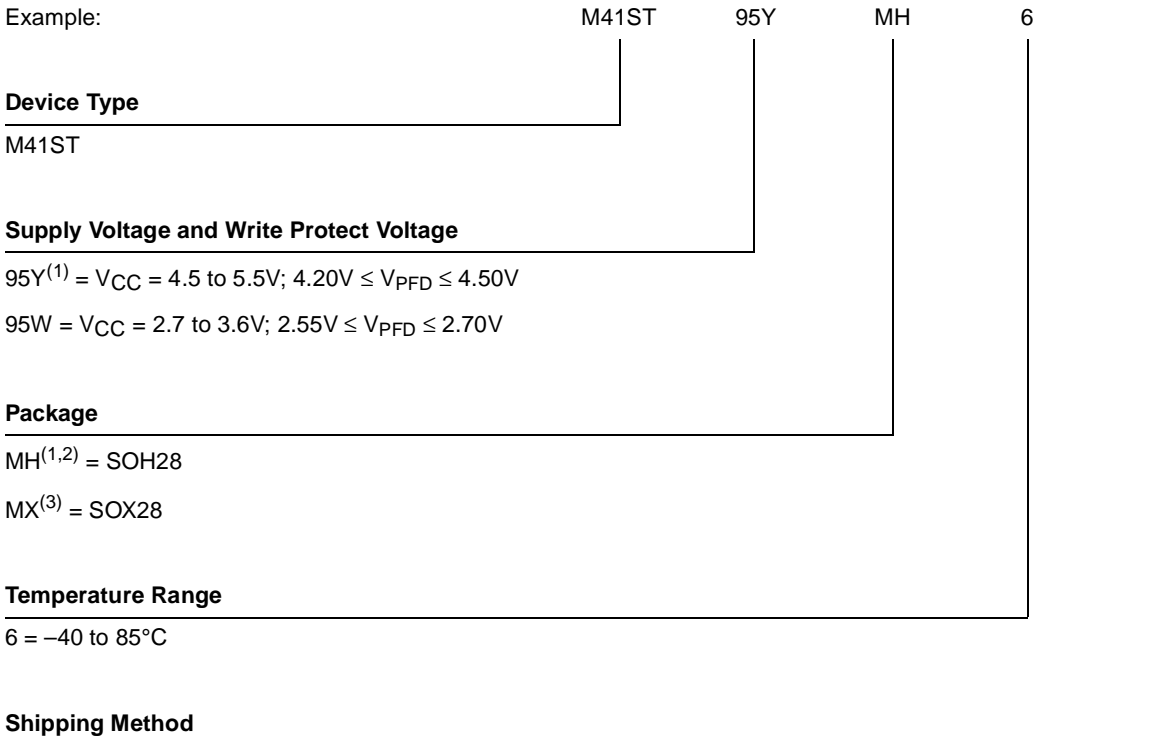 Example: M41ST 95Y MH 6
Device Type
M41ST
Supply Voltage and Write Protect Voltage
95Y(1) = VCC = 4.5 to 5.5V; 4.20V ≤ VPFD ≤ 4.50V
95W = VCC = 2.7 to 3.6V; 2.55V ≤ VPFD ≤ 2.70V
Package
MH(1,2) = SOH28
MX(3) = SOX28
Temperature Range
6 = –40 to 85°C
Shipping Method